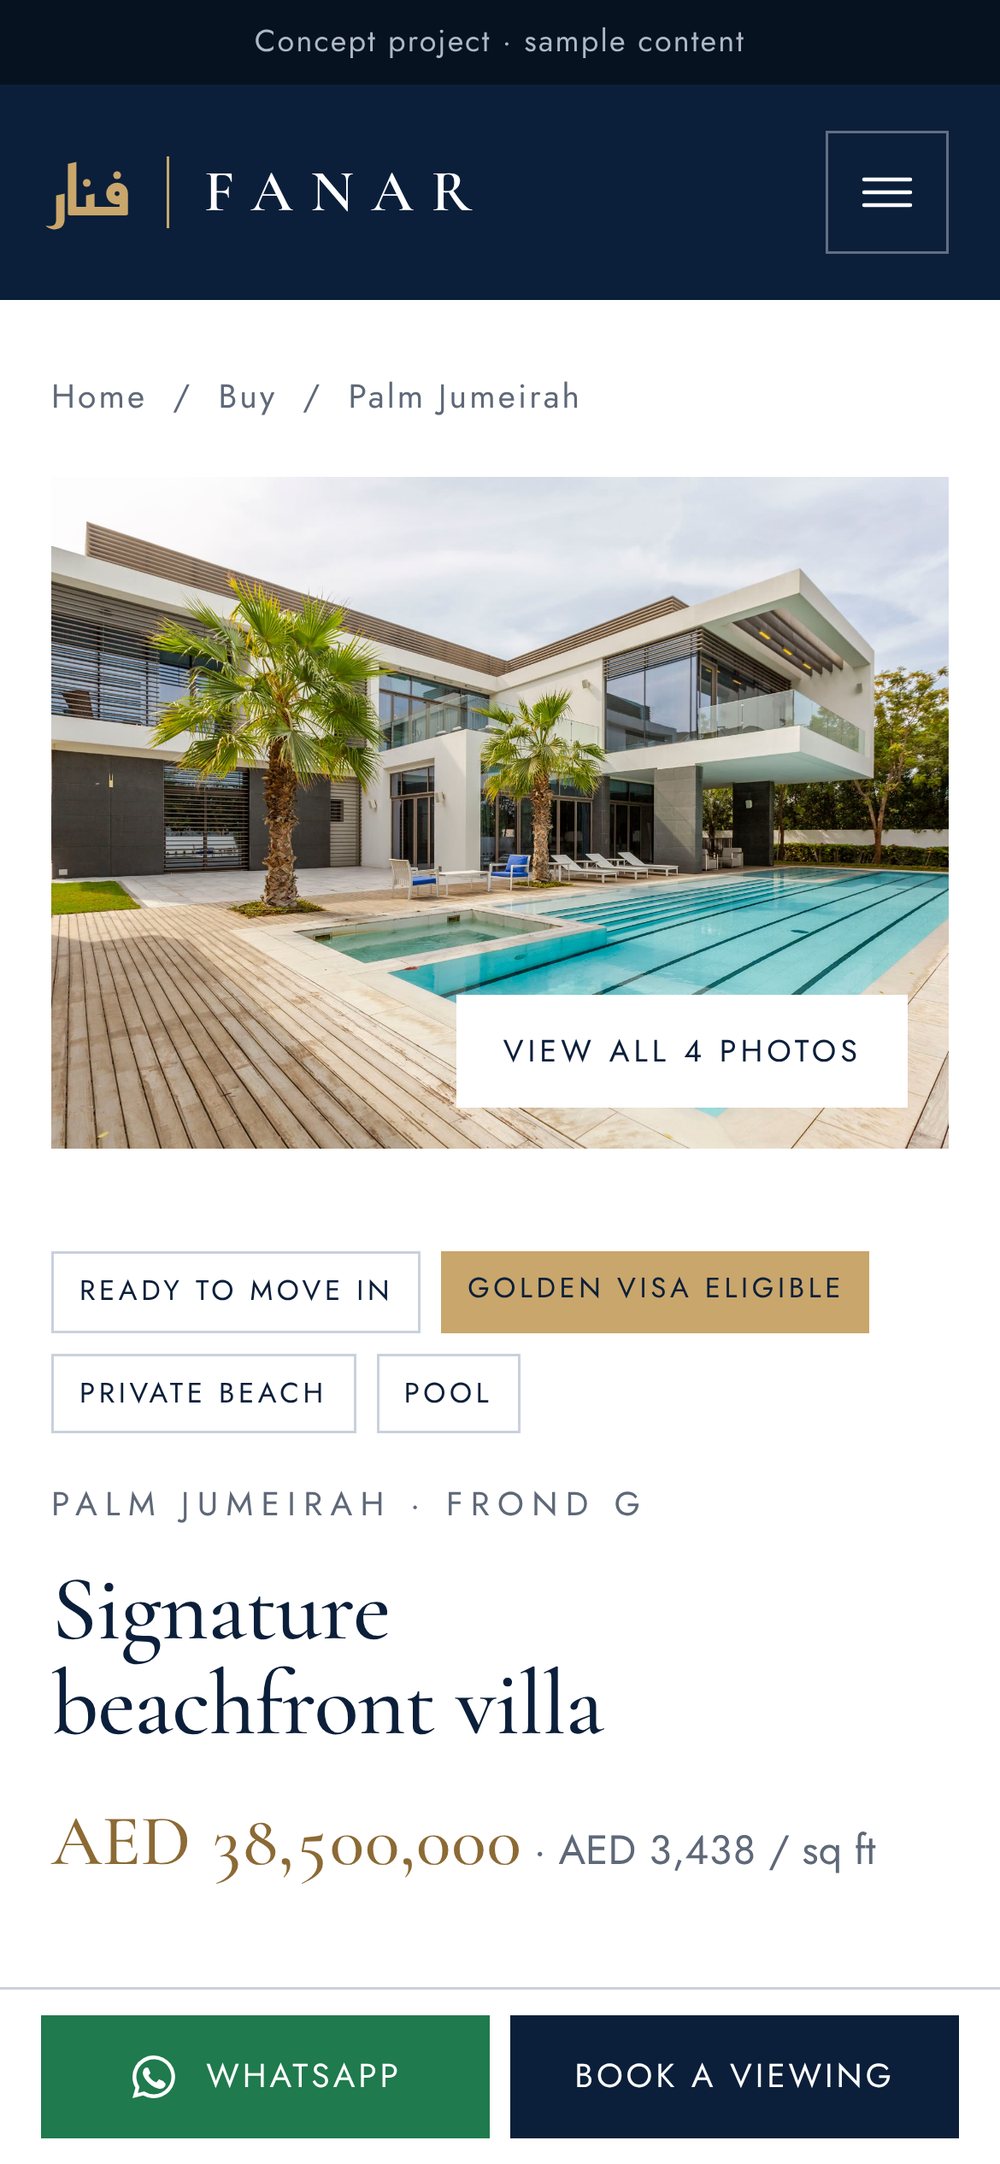 Concept project · sample content
فنار | FANAR
Home / Buy / Palm Jumeirah
VIEW ALL 4 PHOTOS
READY TO MOVE IN GOLDEN VISA ELIGIBLE
PRIVATE BEACH POOL
PALM JUMEIRAH · FROND G
Signature
beachfront villa
AED 38,500,000 · AED 3,438 / sq ft
WHATSAPP BOOK A VIEWING